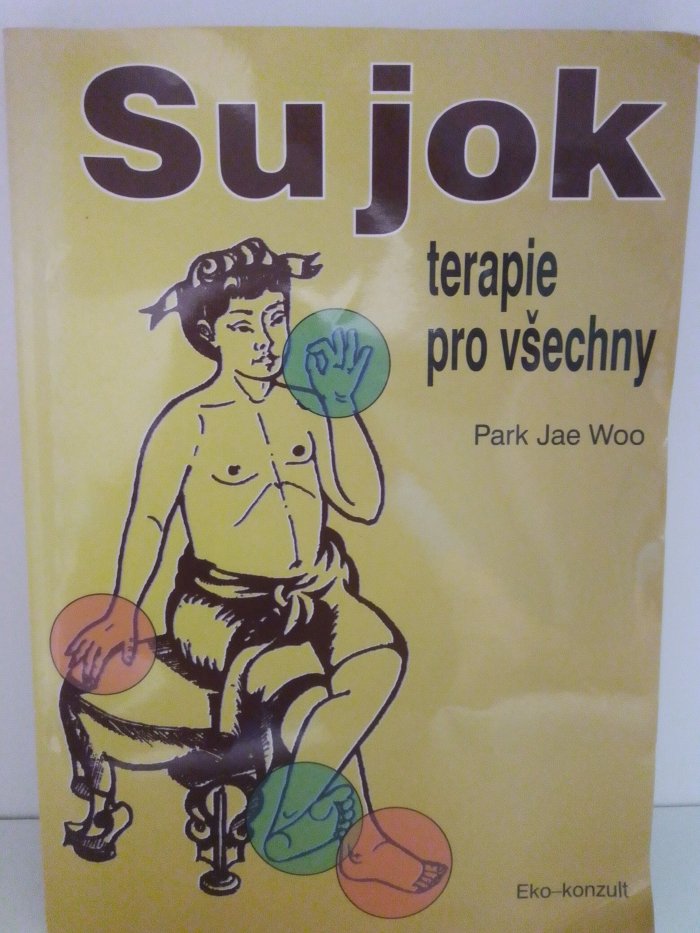 Su jok
terapie
pro všechny
Park Jae Woo
Eko-konzult